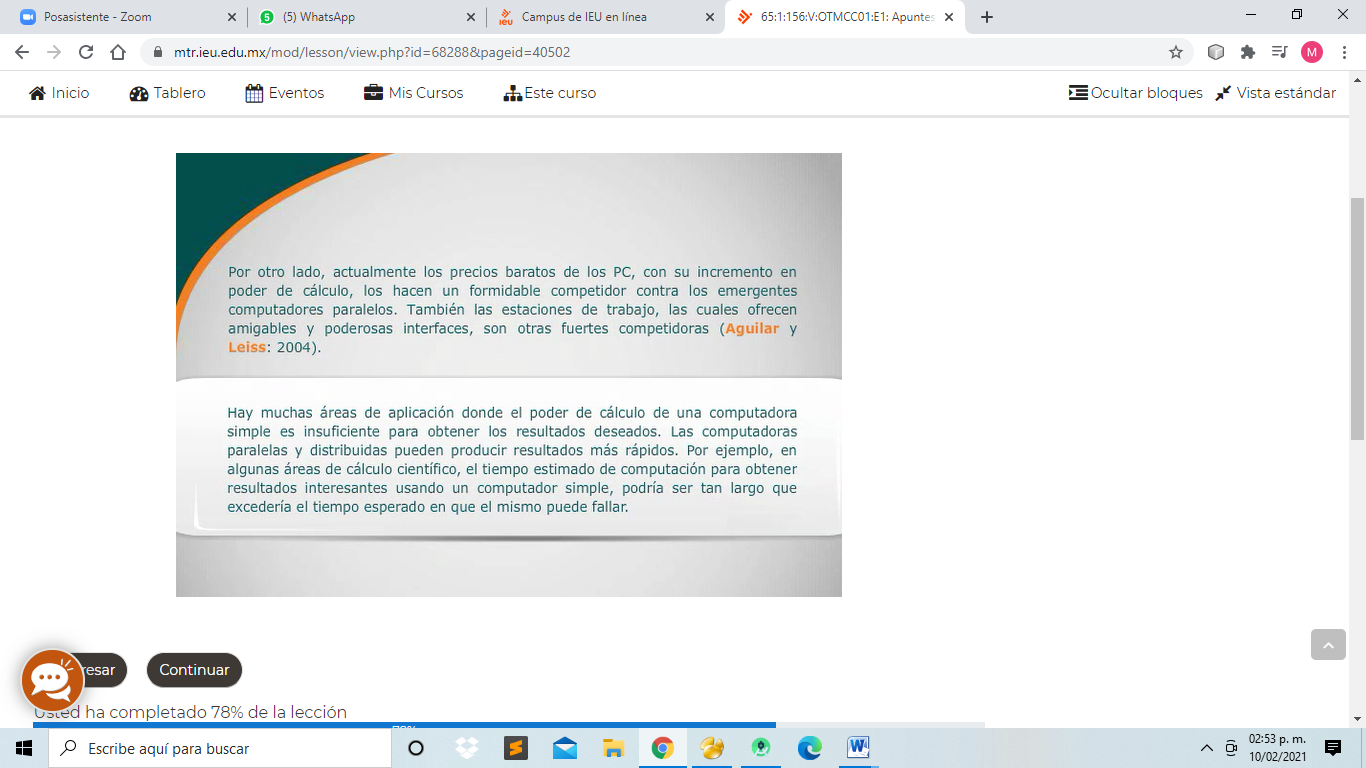 Posasistente - Zoom
(5) WhatsApp
Campus de IEU en línea
65:1:156:V:OTMCC01:E1: Apuntes
mtr.ieu.edu.mx/mod/lesson/view.php?id=68288&pageid=40502
M
Inicio
Tablero
Eventos
Mis Cursos
Este curso
Ocultar bloques
Vista estándar
Por otro lado, actualmente los precios baratos de los PC, con su incremento en
poder de cálculo, los hacen un formidable competidor contra los emergentes
computadores paralelos. También las estaciones de trabajo, las cuales ofrecen
amigables y poderosas interfaces, son otras fuertes competidoras (Aguilar y
Leiss: 2004).
Hay muchas áreas de aplicación donde el poder de cálculo de una computadora
simple es insuficiente para obtener los resultados deseados. Las computadoras
paralelas y distribuidas pueden producir resultados más rápidos. Por ejemplo, en
algunas áreas de cálculo científico, el tiempo estimado de computación para obtener
resultados interesantes usando un computador simple, podría ser tan largo que
excedería el tiempo esperado en que el mismo puede fallar.
resar
Continuar
Usted ha completado 78% de la lección
Escribe aquí para buscar
02:53 p. m.
10/02/2021